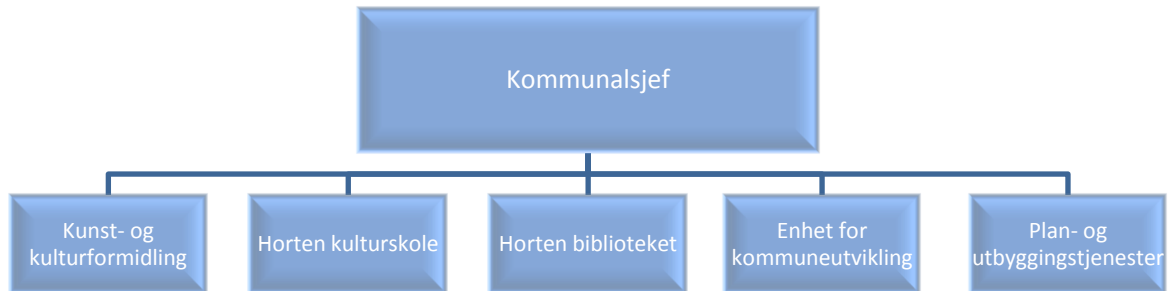 Kommunalsjef
Kunst- og
kulturformidling
Horten kulturskole
Horten biblioteket
Enhet for
kommuneutvikling
Plan- og
utbyggingstjenester